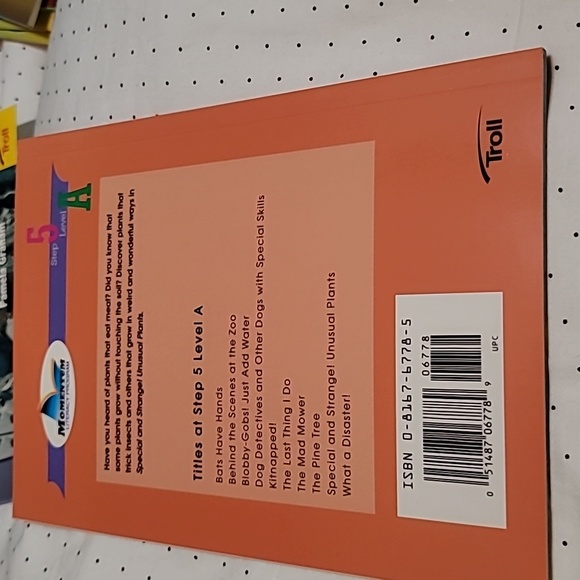 Step 5
Level A
MOMENTUM
Have you heard of plants that eat meat? Did you know that
some plants grow without touching the soil? Discover plants that
trick insects and others that grow in weird and wonderful ways in
Special and Strange! Unusual Plants.
Titles at Step 5 Level A
Bats Have Hands
Behind the Scenes at the Zoo
Blobby-Gobs! Just Add Water
Dog Detectives and Other Dogs with Special Skills
Kitnapped!
The Last Thing I Do
The Mad Mower
The Pine Tree
Special and Strange! Unusual Plants
What a Disaster!
ISBN 0-8167-6778-5
06778
0 51487 06778 9
UPC
Troll
Troll
Pamela Graham